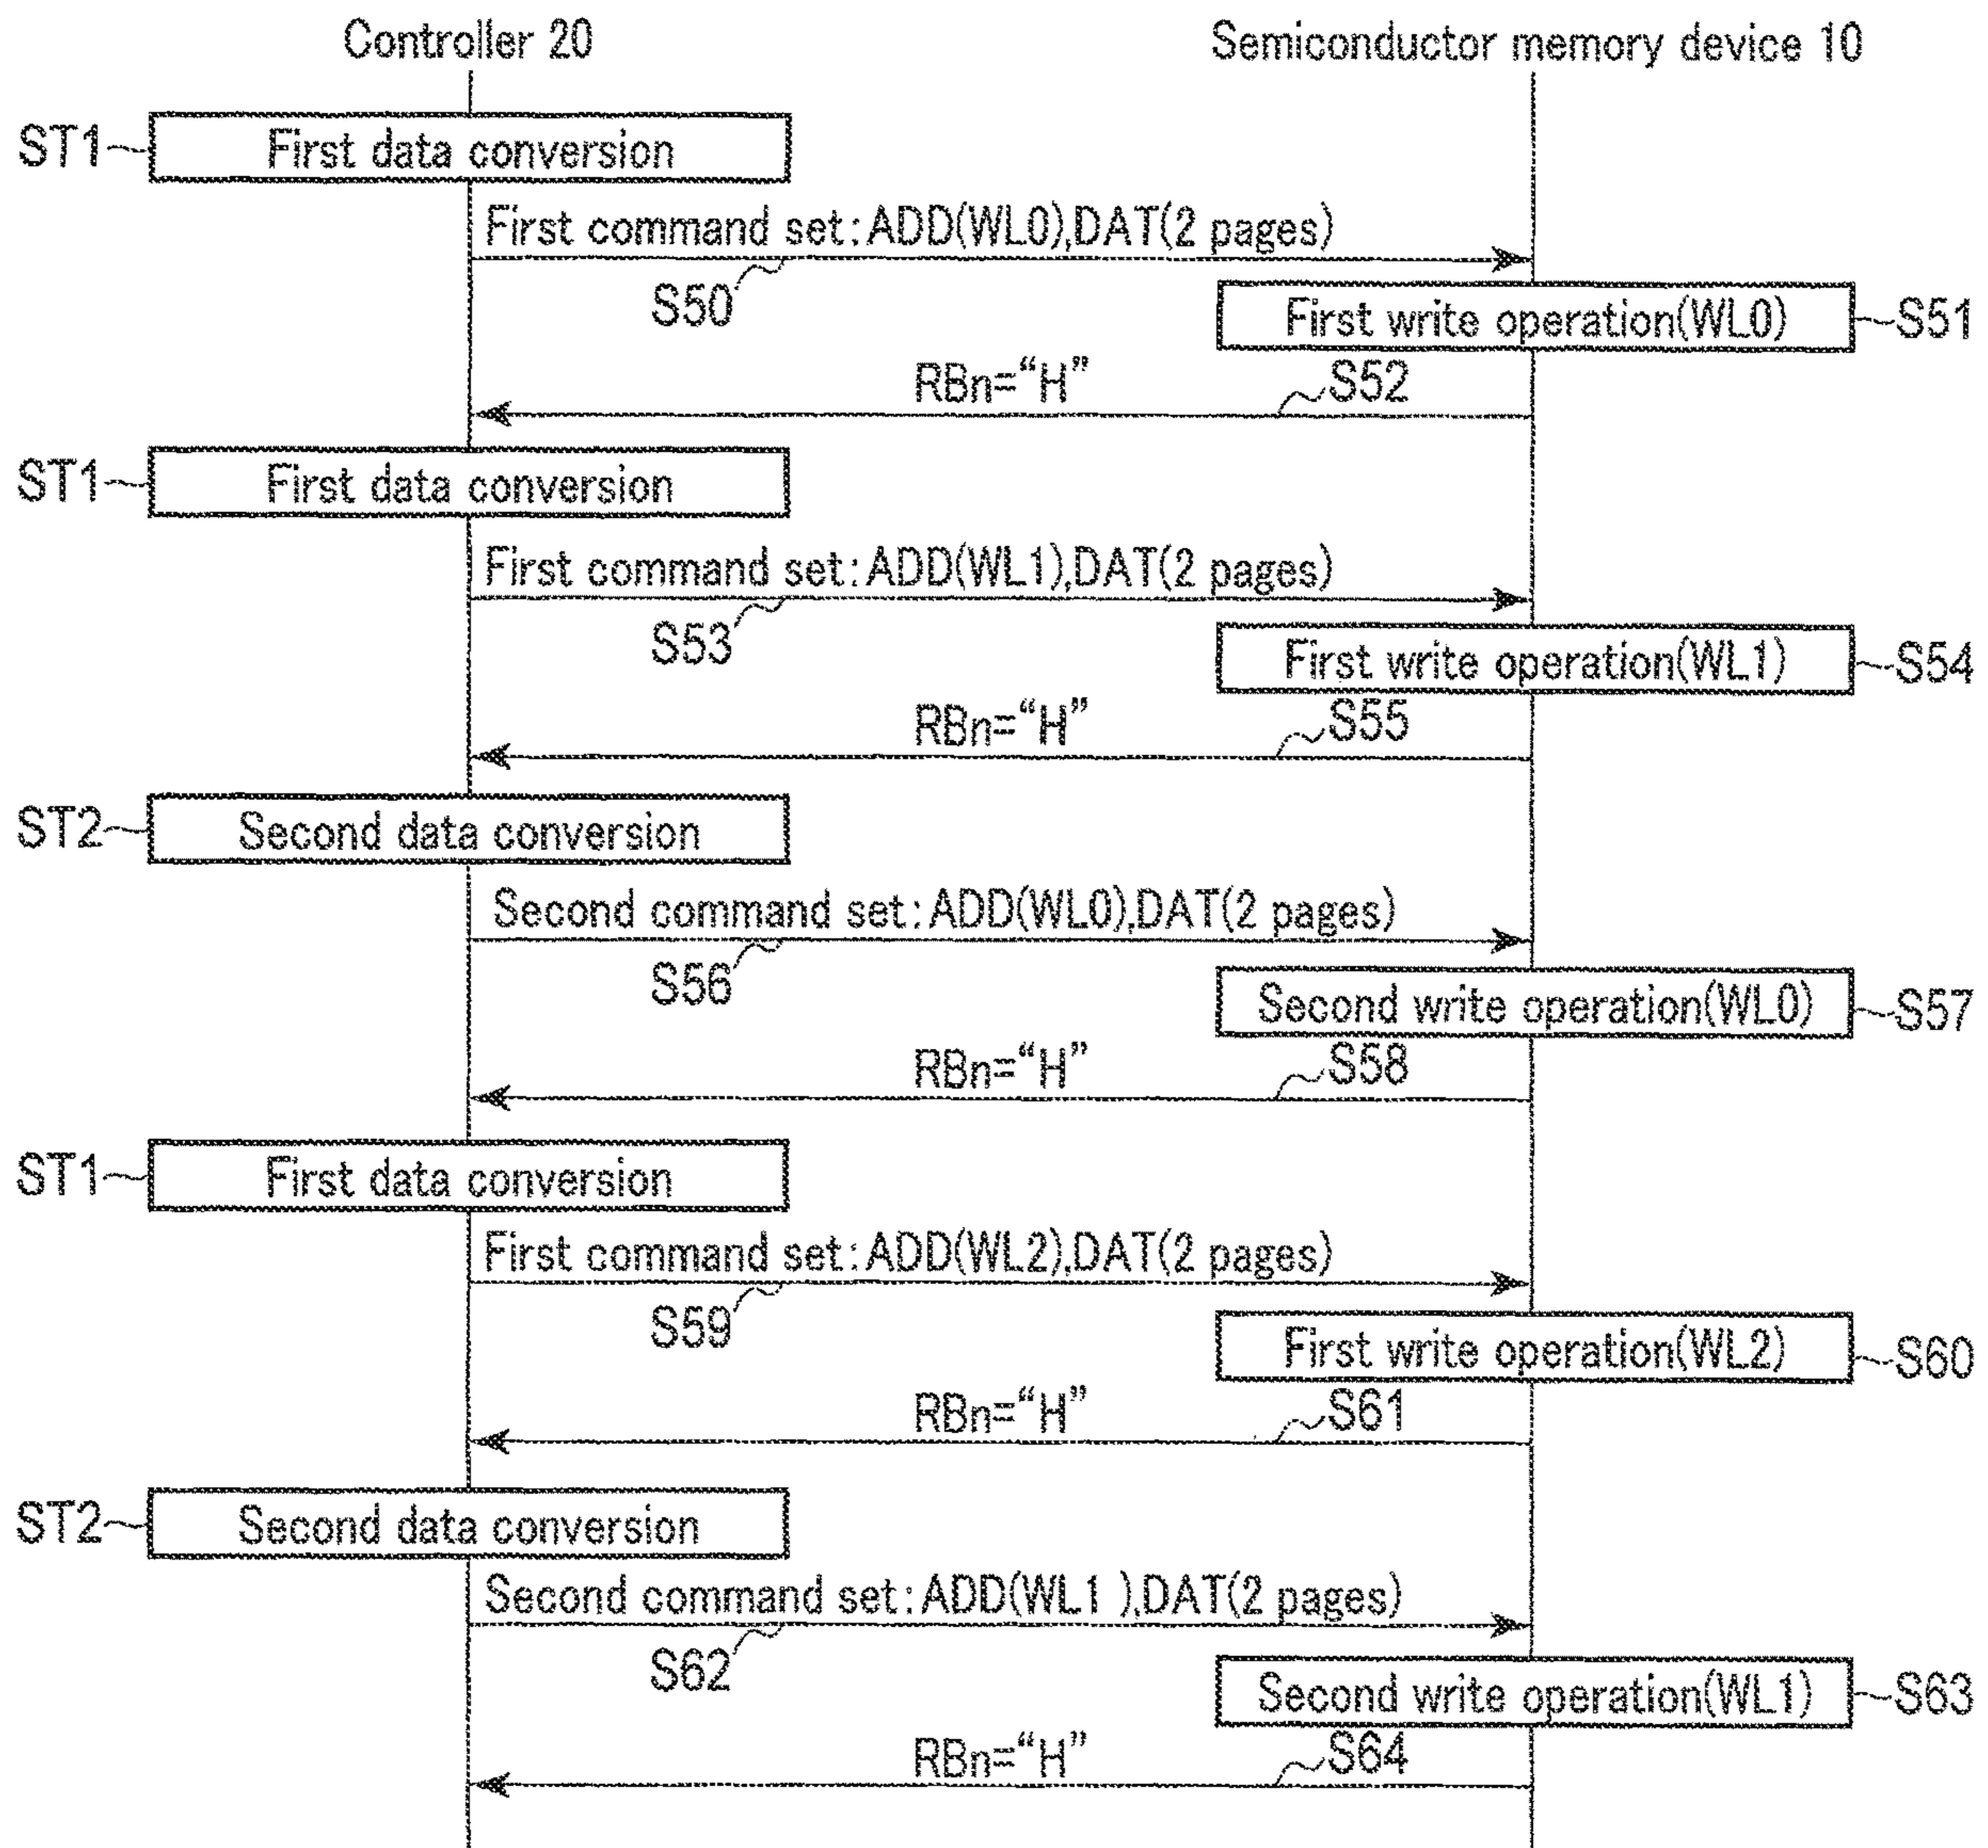 Controller 20
Semiconductor memory device 10
ST1
First data conversion
First command set:ADD(WL0),DAT(2 pages)
S50
First write operation(WL0)
S51
RBn="H"
S52
ST1
First data conversion
First command set:ADD(WL1),DAT(2 pages)
S53
First write operation(WL1)
S54
RBn="H"
S55
ST2
Second data conversion
Second command set:ADD(WL0),DAT(2 pages)
S56
Second write operation(WL0)
S57
RBn="H"
S58
ST1
First data conversion
First command set:ADD(WL2),DAT(2 pages)
S59
First write operation(WL2)
S60
RBn="H"
S61
ST2
Second data conversion
Second command set:ADD(WL1 ),DAT(2 pages)
S62
Second write operation(WL1)
S63
RBn="H"
S64